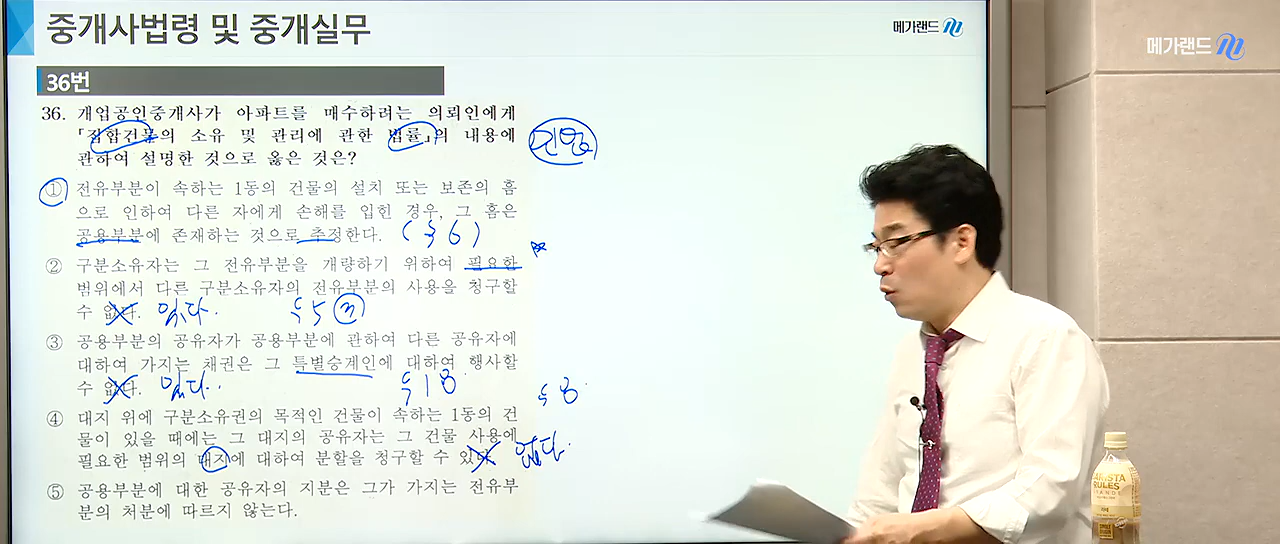 중개사법령 및 중개실무
메가랜드
메가랜드
36번
36. 개업공인중개사가 아파트를 매수하려는 의뢰인에게
「집합건물의 소유 및 관리에 관한 법률」의 내용에
관하여 설명한 것으로 옳은 것은?
① 전유부분이 속하는 1동의 건물의 설치 또는 보존의 흠
으로 인하여 다른 자에게 손해를 입힌 경우, 그 흠은
공용부분에 존재하는 것으로 추정한다. (즉6)
② 구분소유자는 그 전유부분을 개량하기 위하여 필요한
범위에서 다른 구분소유자의 전유부분의 사용을 청구할
수 없다. 있다.
③ 공용부분의 공유자가 공용부분에 관하여 다른 공유자에
대하여 가지는 채권은 그 특별승계인에 대하여 행사할
수 없다. 있다.
④ 대지 위에 구분소유권의 목적인 건물이 속하는 1동의 건
물이 있을 때에는 그 대지의 공유자는 그 건물 사용에
필요한 범위의 대지에 대하여 분할을 청구할 수 있다. 없다.
⑤ 공용부분에 대한 공유자의 지분은 그가 가지는 전유부
분의 처분에 따르지 않는다.